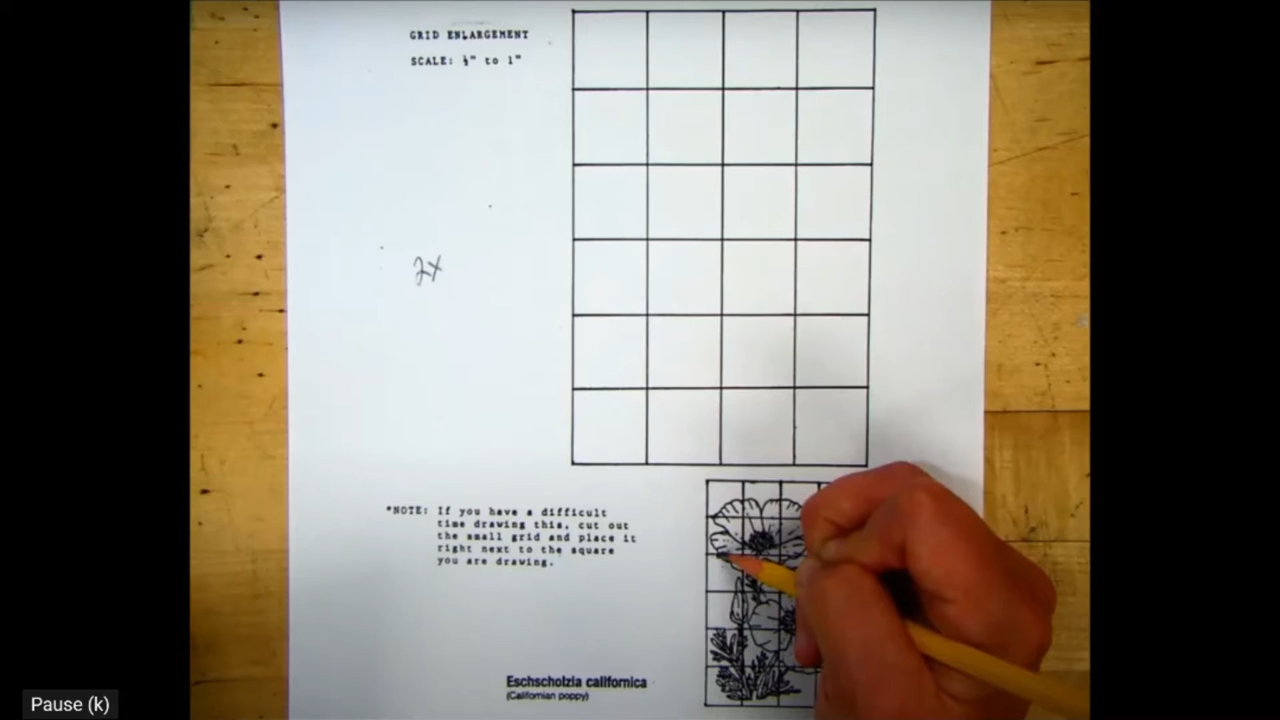 GRID ENLARGEMENT
SCALE: ½" to 1"
2x
*NOTE: If you have a difficult
time drawing this, cut out
the small grid and place it
right next to the square
you are drawing.
Eschscholzia californica
(Californian poppy)
Pause (k)